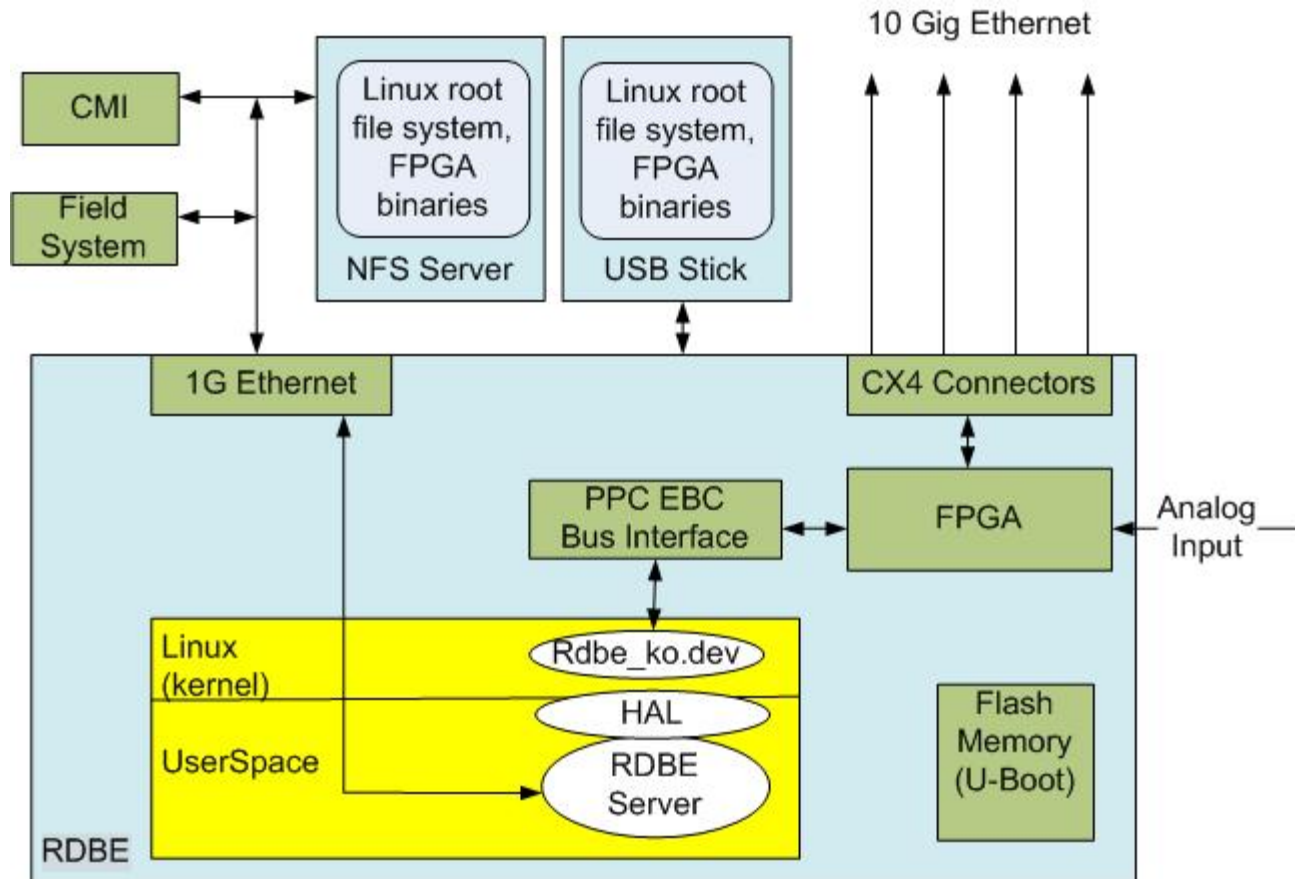 10 Gig Ethernet
CMI
Field
System
Linux root
file system,
FPGA
binaries
NFS Server
Linux root
file system,
FPGA
binaries
USB Stick
1G Ethernet
CX4 Connectors
PPC EBC
Bus Interface
FPGA
Analog
Input
Linux
(kernel)
Rdbe_ko.dev
HAL
UserSpace
RDBE
Server
Flash
Memory
(U-Boot)
RDBE